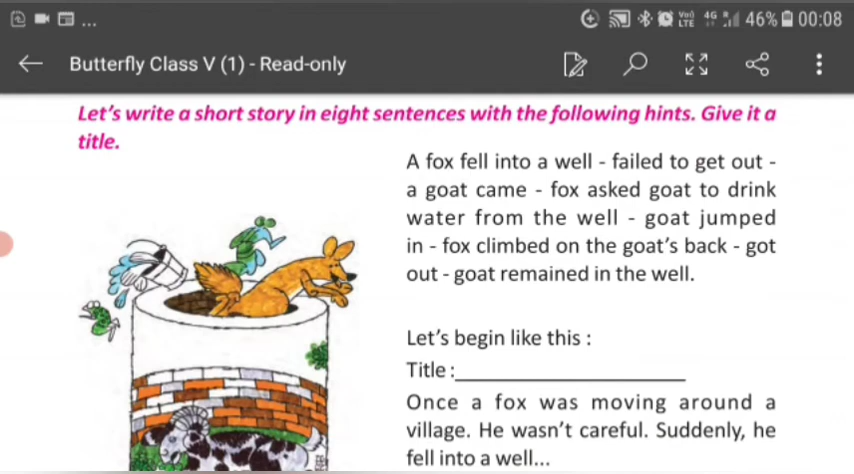 ... Voo) LTE 4G 46% 00:08
Butterfly Class V (1) - Read-only
Let's write a short story in eight sentences with the following hints. Give it a
title.
A fox fell into a well - failed to get out -
a goat came - fox asked goat to drink
water from the well - goat jumped
in - fox climbed on the goat's back - got
out - goat remained in the well.
Let's begin like this :
Title :____________________
Once a fox was moving around a
village. He wasn't careful. Suddenly, he
fell into a well...